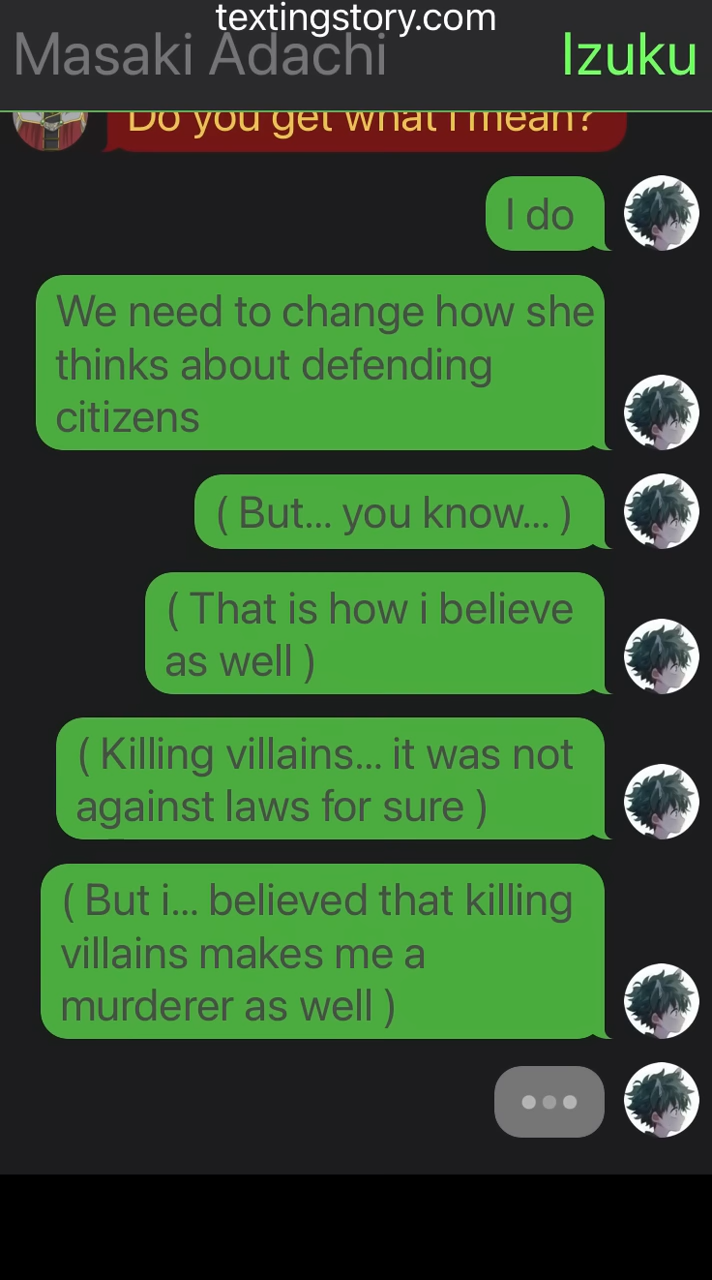 textingstory.com
Masaki Adachi
Izuku
Do you get what I mean?
I do
We need to change how she
thinks about defending
citizens
( But... you know... )
( That is how i believe
as well )
( Killing villains... it was not
against laws for sure )
( But i... believed that killing
villains makes me a
murderer as well )